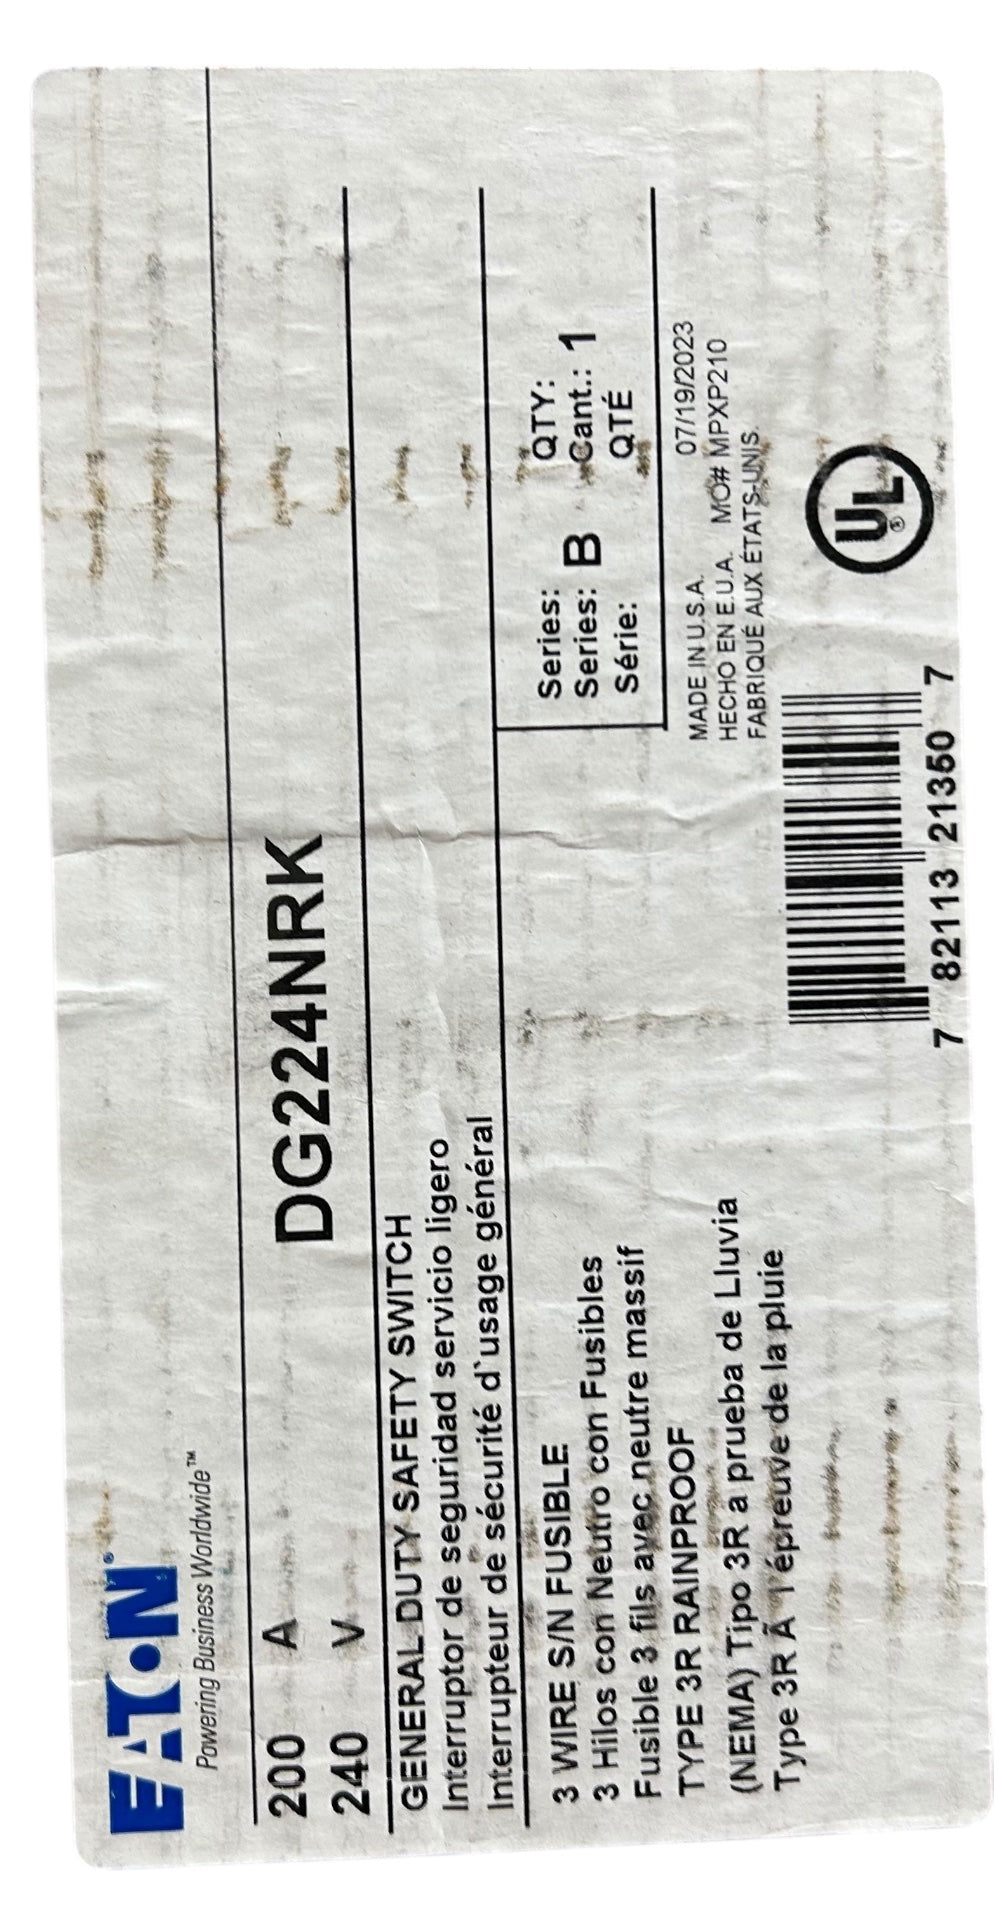 EATON®
Powering Business Worldwide™
200 A
240 V
DG224NRK
GENERAL DUTY SAFETY SWITCH
Interruptor de seguridad servicio ligero
Interrupteur de sécurité d`usage général
3 WIRE S/N FUSIBLE
3 Hilos con Neutro con Fusibles
Fusible 3 fils avec neutre massif
TYPE 3R RAINPROOF
(NEMA) Tipo 3R a prueba de Lluvia
Type 3R Ã l épreuve de la pluie
Series: QTY:
Series: B Cant.: 1
Série: QTÉ
MADE IN U.S.A. 07/19/2023
HECHO EN E.U.A. MO# MPXP210
FABRIQUÉ AUX ÉTATS-UNIS.
7 82113 21350 7
UL®